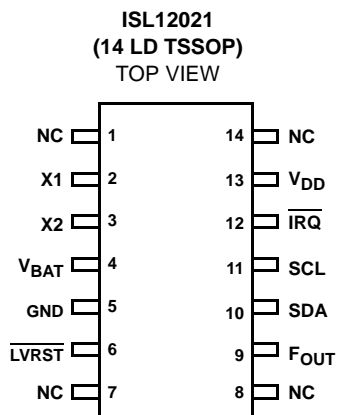 ISL12021
(14 LD TSSOP)
TOP VIEW
NC 1 14 NC
X1 2 13 VDD
X2 3 12 IRQ
VBAT 4 11 SCL
GND 5 10 SDA
LVRST 6 9 FOUT
NC 7 8 NC